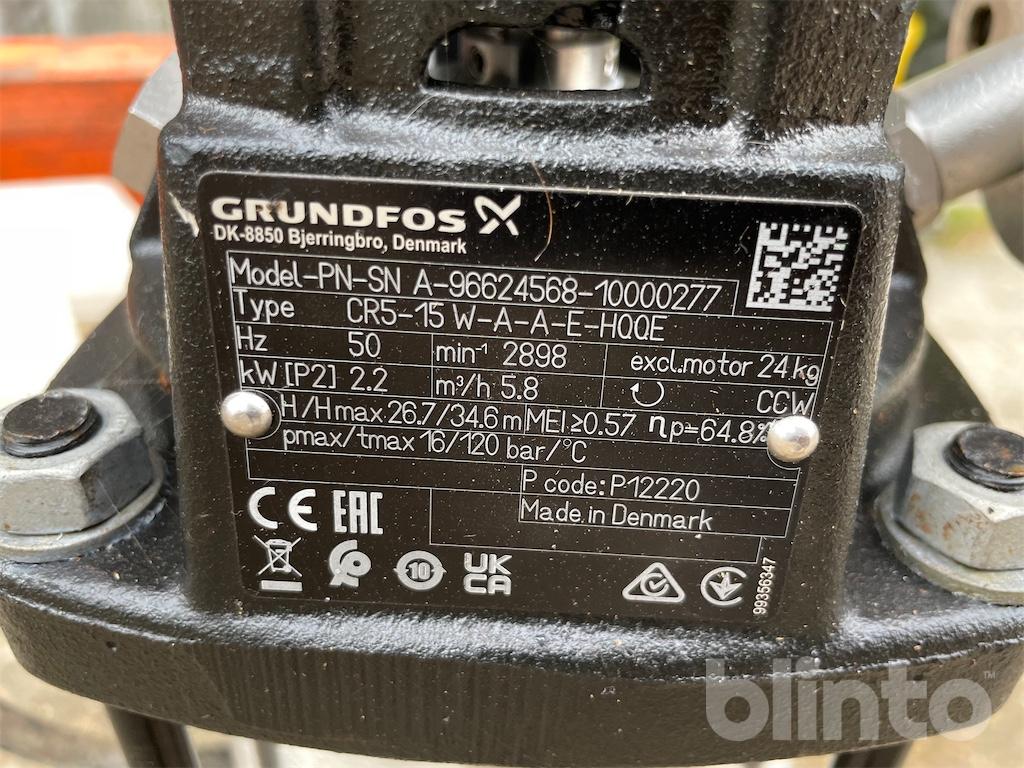 GRUNDFOS
DK-8850 Bjerringbro, Denmark
Model-PN-SN A-96624568-10000277
Type CR5-15 W-A-A-E-HQQE
Hz 50 min⁻¹ 2898 excl.motor 24 kg
kW [P2] 2.2 m³/h 5.8 CCW
H/Hmax 26.7/34.6 m MEI ≥0.57 ηp=64.8%
pmax/tmax 16/120 bar/°C
P code: P12220
Made in Denmark
CE EAC
10 UK
CA
99356347
blinto™